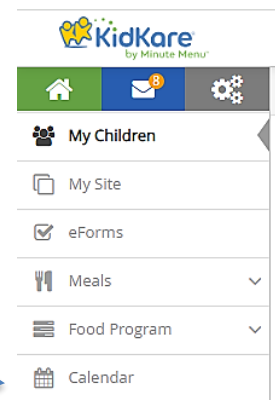 KidKare
by Minute Menu
8
My Children
My Site
eForms
Meals
Food Program
Calendar